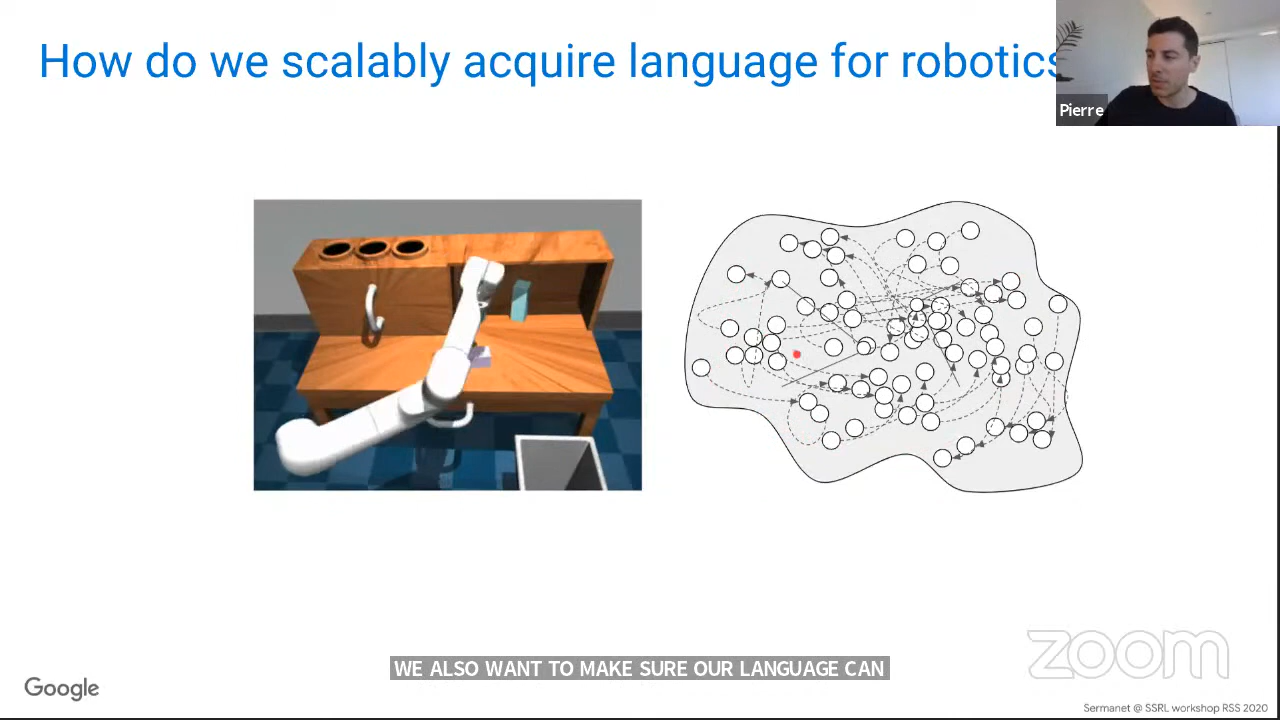 How do we scalably acquire language for robotics
Pierre
WE ALSO WANT TO MAKE SURE OUR LANGUAGE CAN
zoom
Google
Sermanet @ SSRL workshop RSS 2020